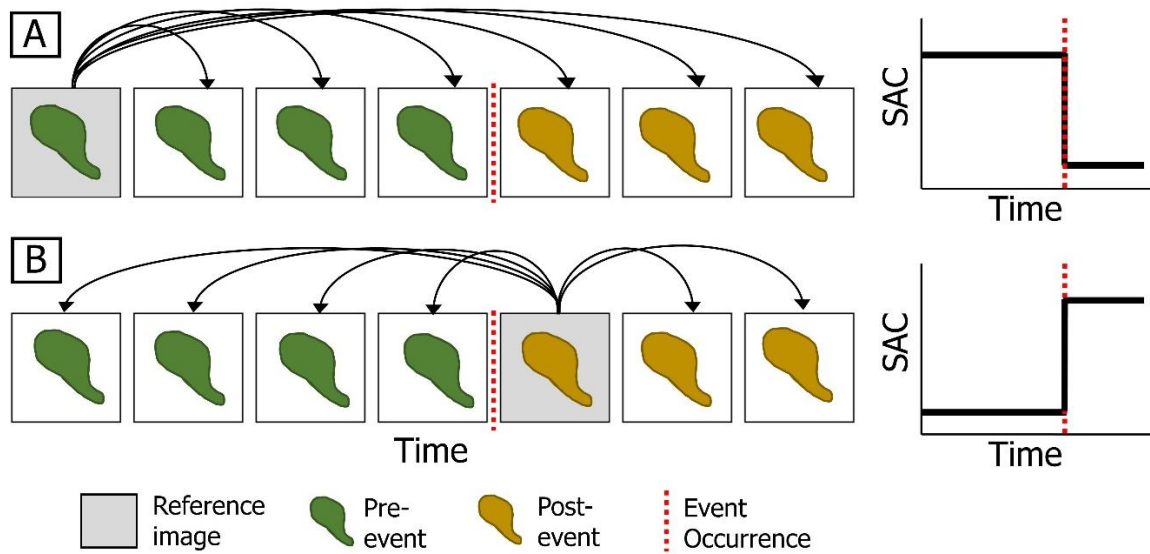 A
SAC
Time
B
SAC
Time
Time
Reference
image
Pre-
event
Post-
event
Event
Occurrence